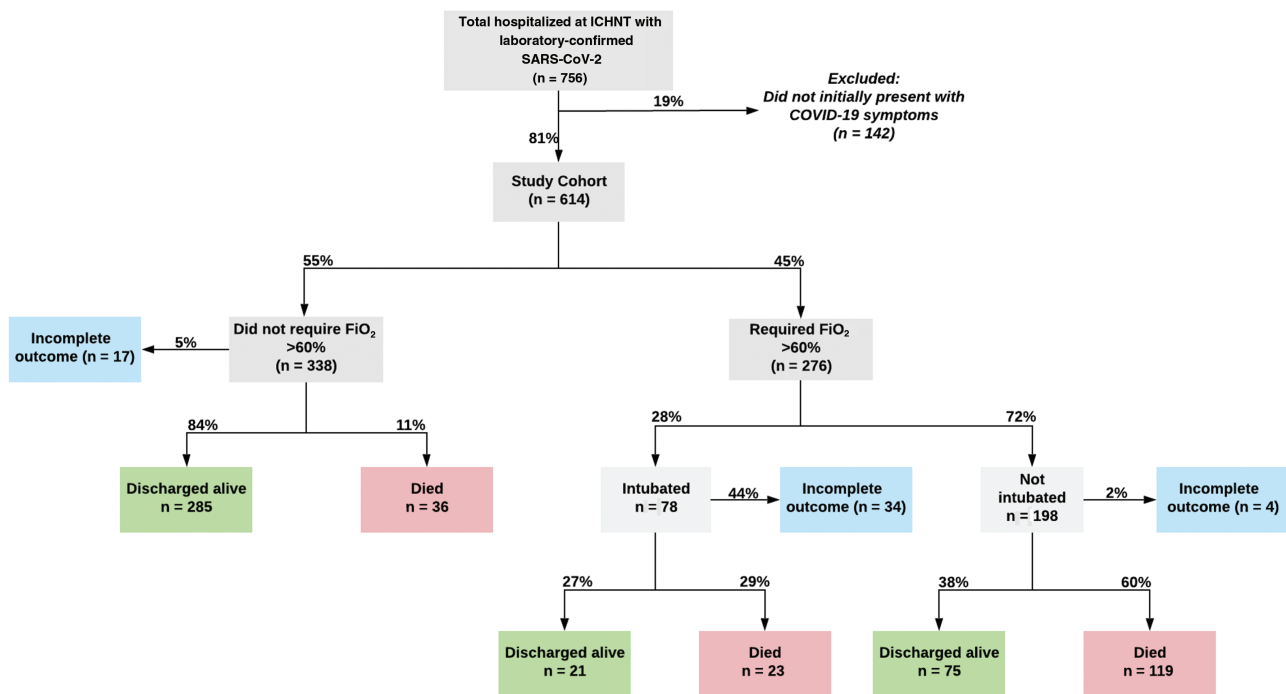 Total hospitalized at ICHNT with
laboratory-confirmed
SARS-CoV-2
(n = 756)
19%
Excluded:
Did not initially present with
COVID-19 symptoms
(n = 142)
81%
Study Cohort
(n = 614)
55%
45%
Incomplete
outcome (n = 17)
5%
Did not require FiO₂
>60%
(n = 338)
Required FiO₂
>60%
(n = 276)
84%
11%
28%
72%
Discharged alive
n = 285
Died
n = 36
Intubated
n = 78
44%
Incomplete
outcome (n = 34)
Not
intubated
n = 198
2%
Incomplete
outcome (n = 4)
27%
29%
38%
60%
Discharged alive
n = 21
Died
n = 23
Discharged alive
n = 75
Died
n = 119